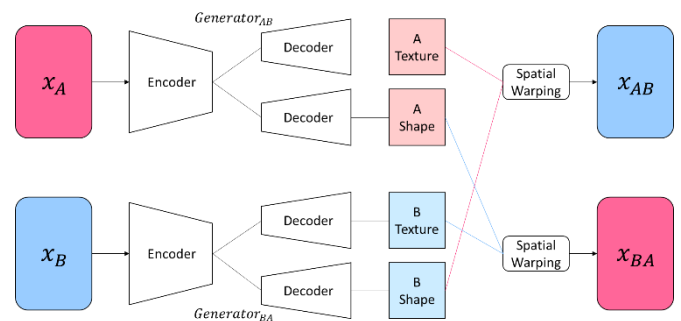 Generator_AB
x_A
Encoder
Decoder
Decoder
A
Texture
A
Shape
Spatial
Warping
x_AB
x_B
Encoder
Decoder
Decoder
Generator_BA
B
Texture
B
Shape
Spatial
Warping
x_BA